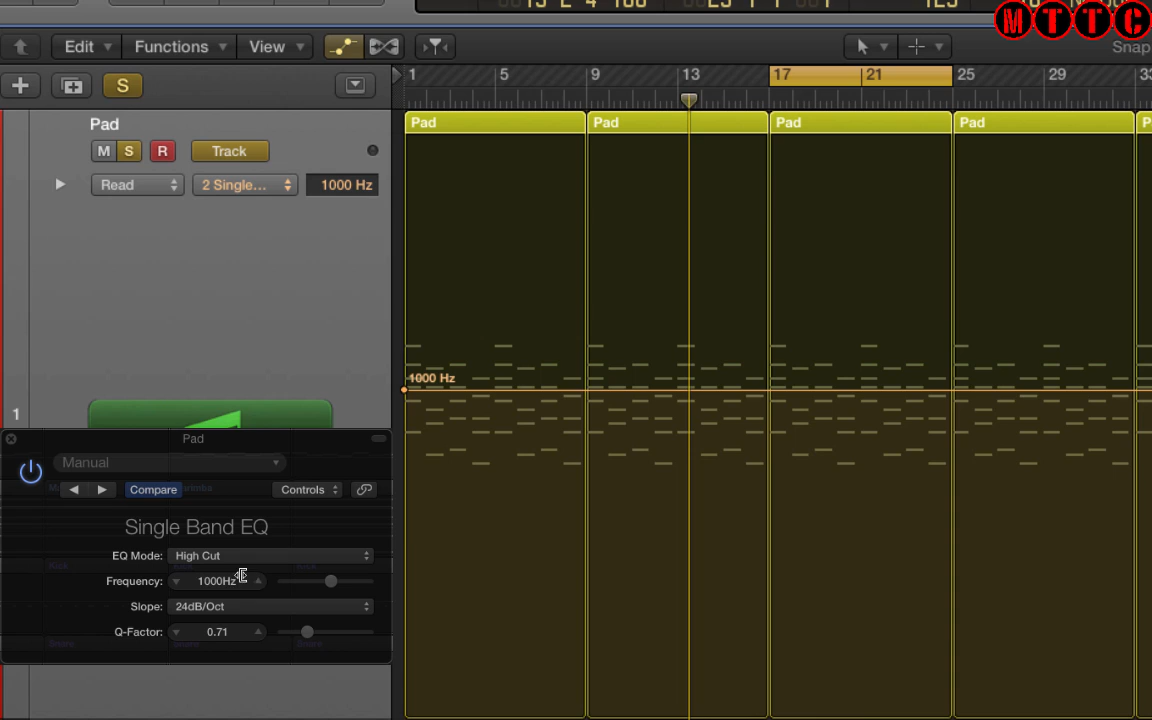 MTTC
Edit Functions View Snap
S
1 5 9 13 17 21 25 29 33
Pad
Pad Pad Pad Pad P
M S R Track
Read 2 Single... 1000 Hz
1000 Hz
1
Pad
Manual
Compare Controls
Single Band EQ
EQ Mode: High Cut
Frequency: 1000Hz
Slope: 24dB/Oct
Q-Factor: 0.71